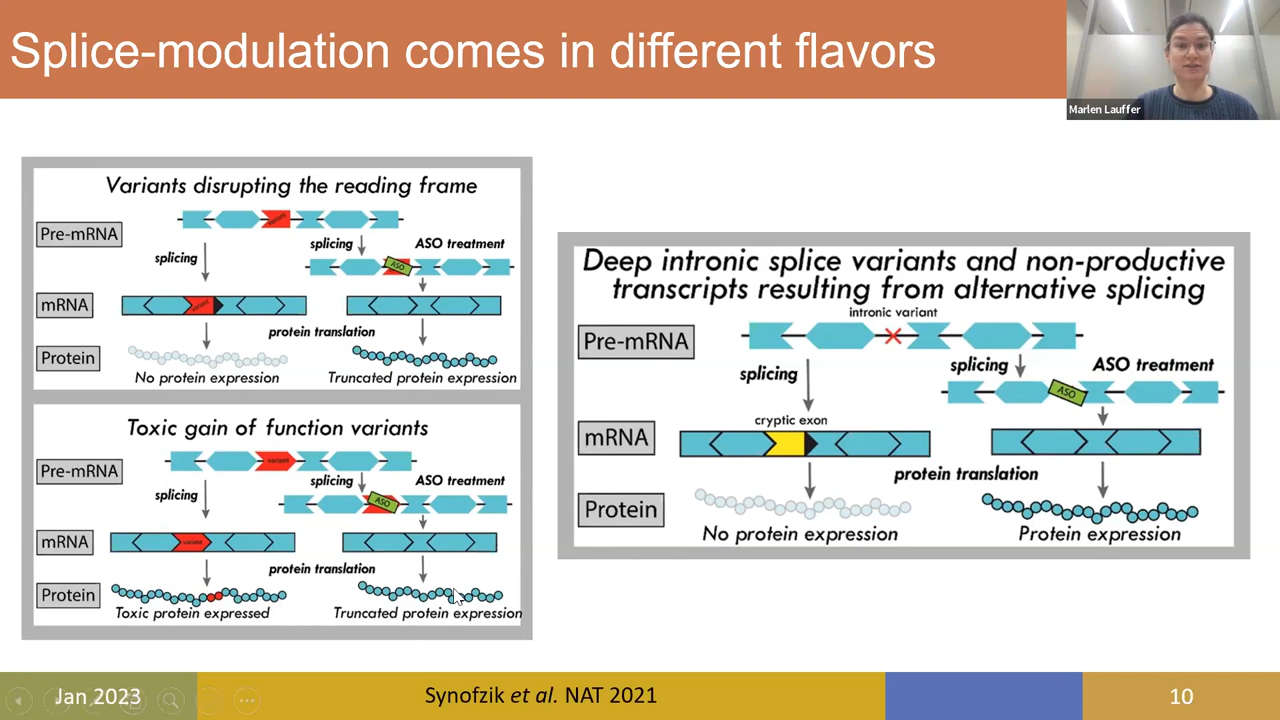 Splice-modulation comes in different flavors
Marlen Lauffer
Variants disrupting the reading frame
variant
Pre-mRNA
splicing
splicing
ASO treatment
ASO
mRNA
variant
protein translation
Protein
No protein expression
Truncated protein expression
Toxic gain of function variants
variant
Pre-mRNA
splicing
splicing
ASO treatment
ASO
mRNA
variant
protein translation
Protein
Toxic protein expressed
Truncated protein expression
Deep intronic splice variants and non-productive
transcripts resulting from alternative splicing
intronic variant
Pre-mRNA
splicing
splicing
ASO treatment
ASO
cryptic exon
mRNA
protein translation
Protein
No protein expression
Protein expression
Jan 2023
Synofzik et al. NAT 2021
10